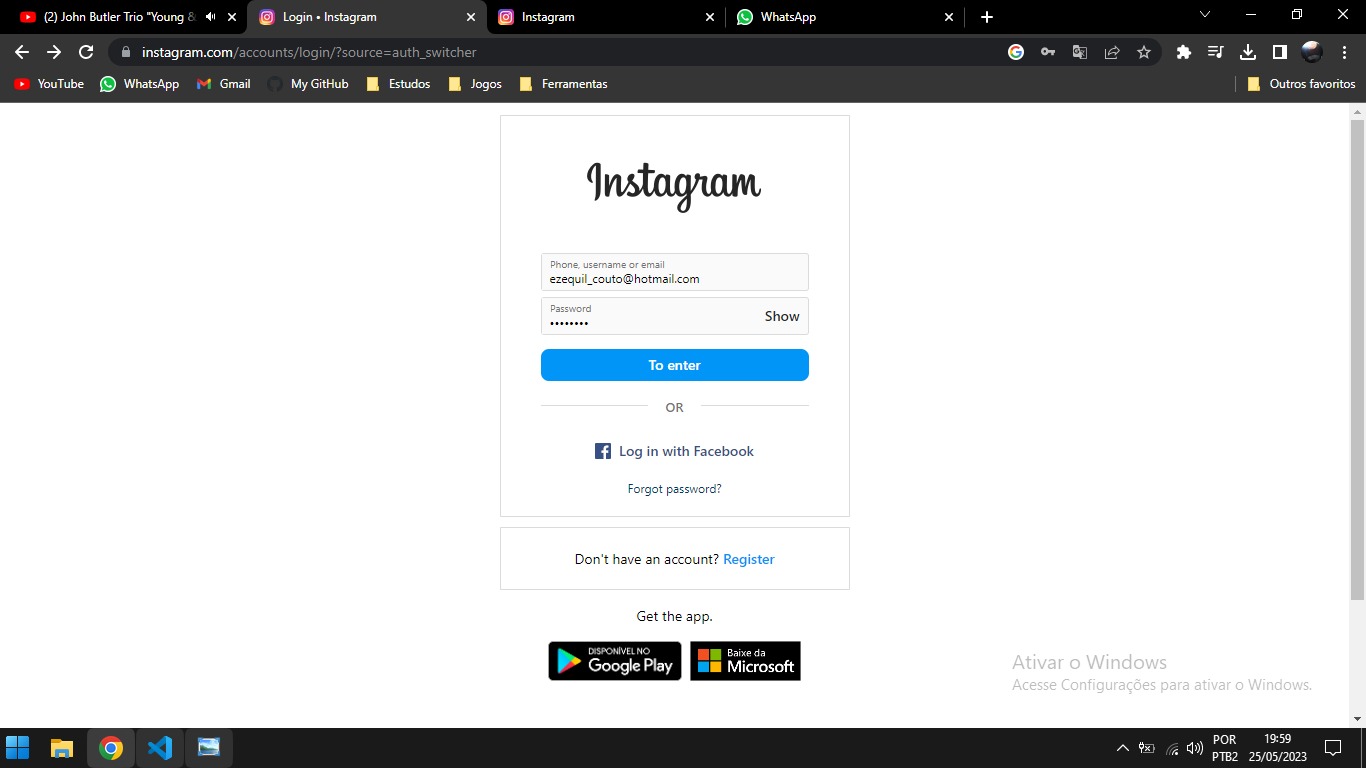 (2) John Butler Trio "Young &
Login • Instagram
Instagram
WhatsApp
instagram.com/accounts/login/?source=auth_switcher
YouTube
WhatsApp
Gmail
My GitHub
Estudos
Jogos
Ferramentas
Outros favoritos
Instagram
Phone, username or email
ezequil_couto@hotmail.com
Password
••••••••
Show
To enter
OR
Log in with Facebook
Forgot password?
Don't have an account? Register
Get the app.
DISPONÍVEL NO
Google Play
Baixe da
Microsoft
Ativar o Windows
Acesse Configurações para ativar o Windows.
POR
PTB2
19:59
25/05/2023